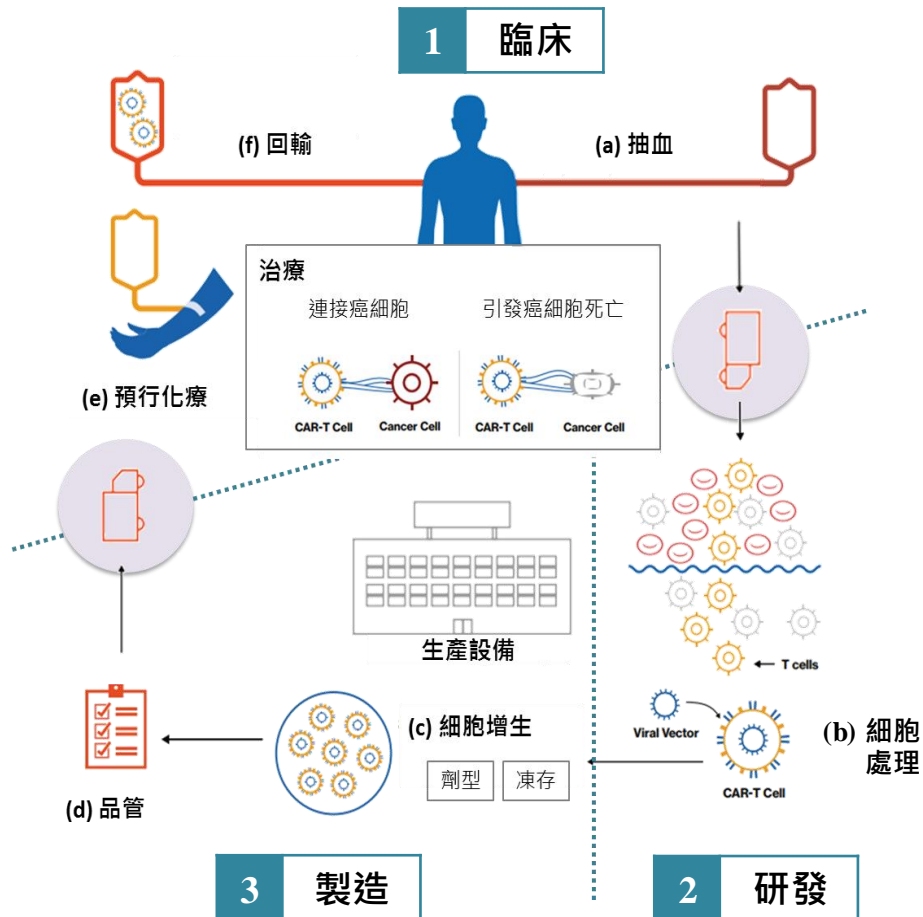 1 臨床
(f) 回輸
(a) 抽血
治療
連接癌細胞
引發癌細胞死亡
CAR-T Cell
Cancer Cell
CAR-T Cell
Cancer Cell
(e) 預行化療
生產設備
T cells
Viral Vector
CAR-T Cell
(b) 細胞
處理
(c) 細胞增生
劑型
凍存
(d) 品管
3 製造
2 研發